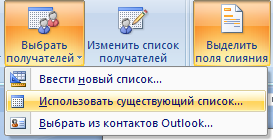 Выбрать
получателей
Изменить список
получателей
Выделить
поля слияния
Ввести новый список...
Использовать существующий список...
Выбрать из контактов Outlook...